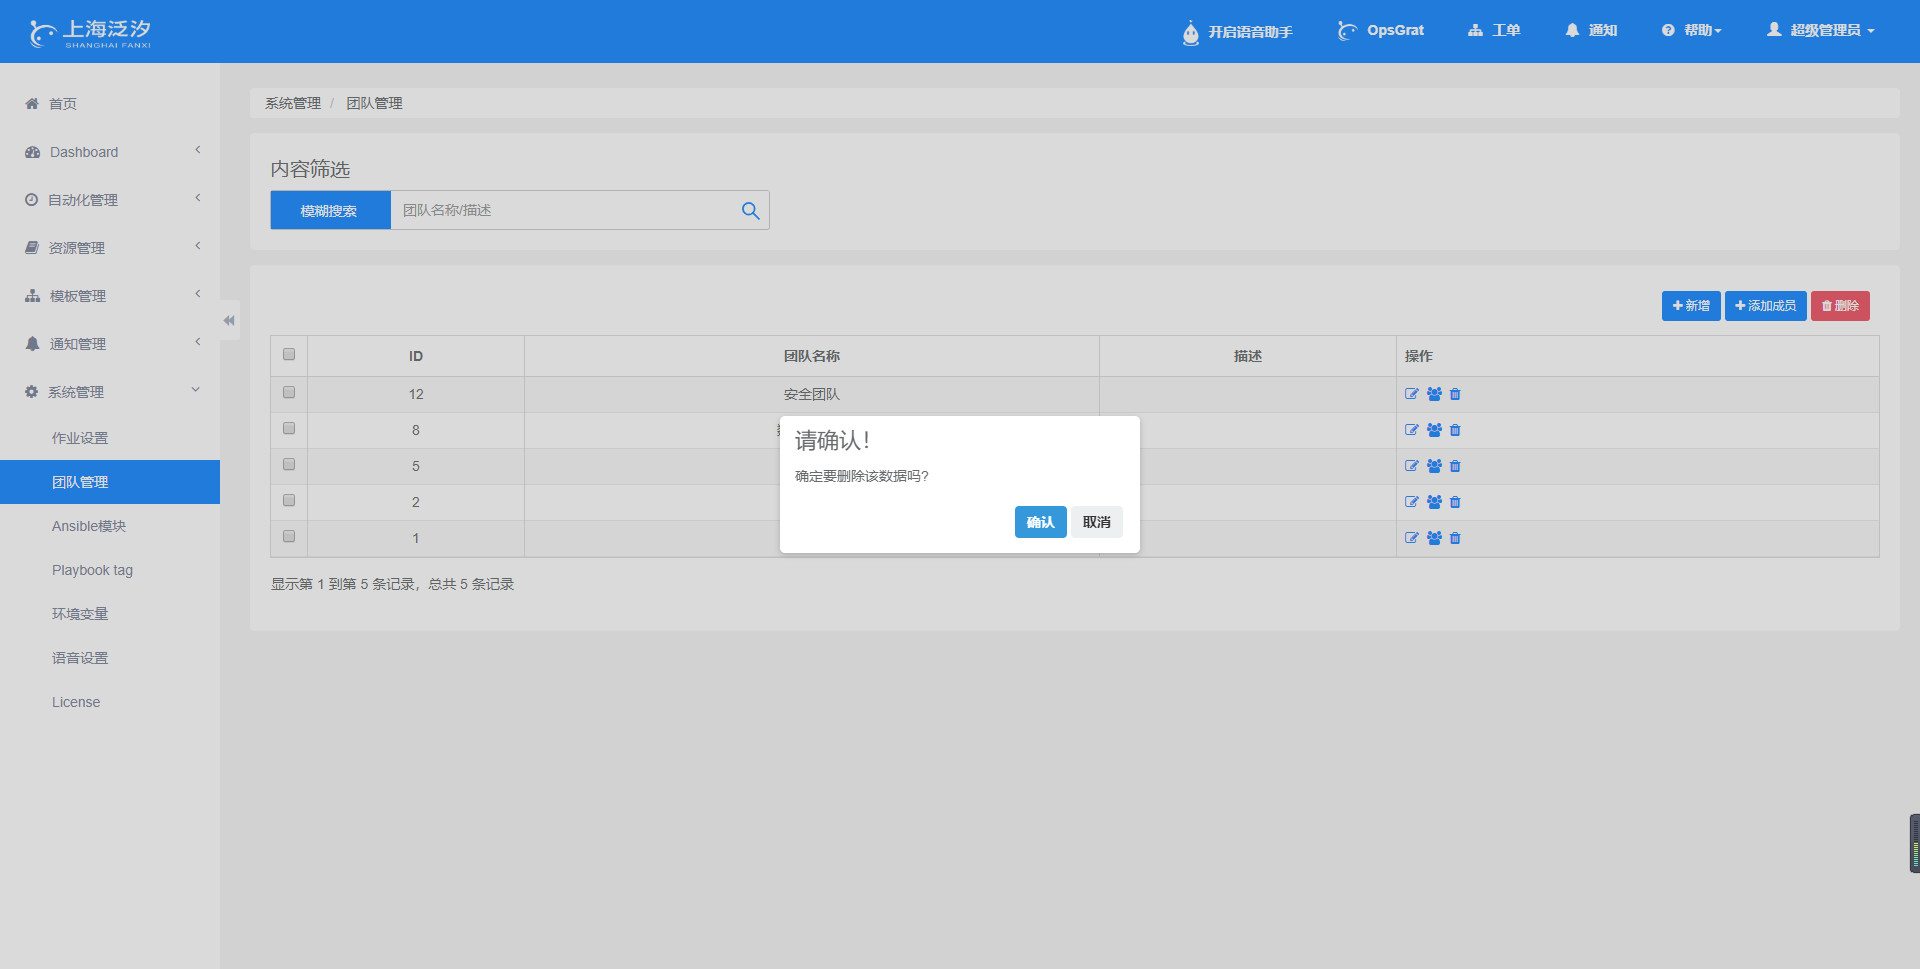 上海泛汐
SHANGHAI FANXI
开启语音助手
OpsGrat
工单
通知
帮助
超级管理员
首页
Dashboard
自动化管理
资源管理
模板管理
通知管理
系统管理
作业设置
团队管理
Ansible模块
Playbook tag
环境变量
语音设置
License
系统管理 / 团队管理
内容筛选
模糊搜索 团队名称/描述
新增 添加成员 删除
ID 团队名称 描述 操作
12 安全团队
8
5
2
1
请确认！
确定要删除该数据吗?
确认 取消
显示第 1 到第 5 条记录，总共 5 条记录